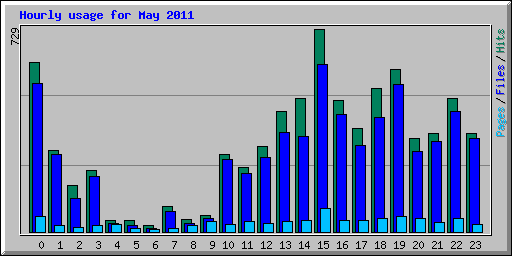 Hourly usage for May 2011
729
Pages / Files / Hits
0 1 2 3 4 5 6 7 8 9 10 11 12 13 14 15 16 17 18 19 20 21 22 23